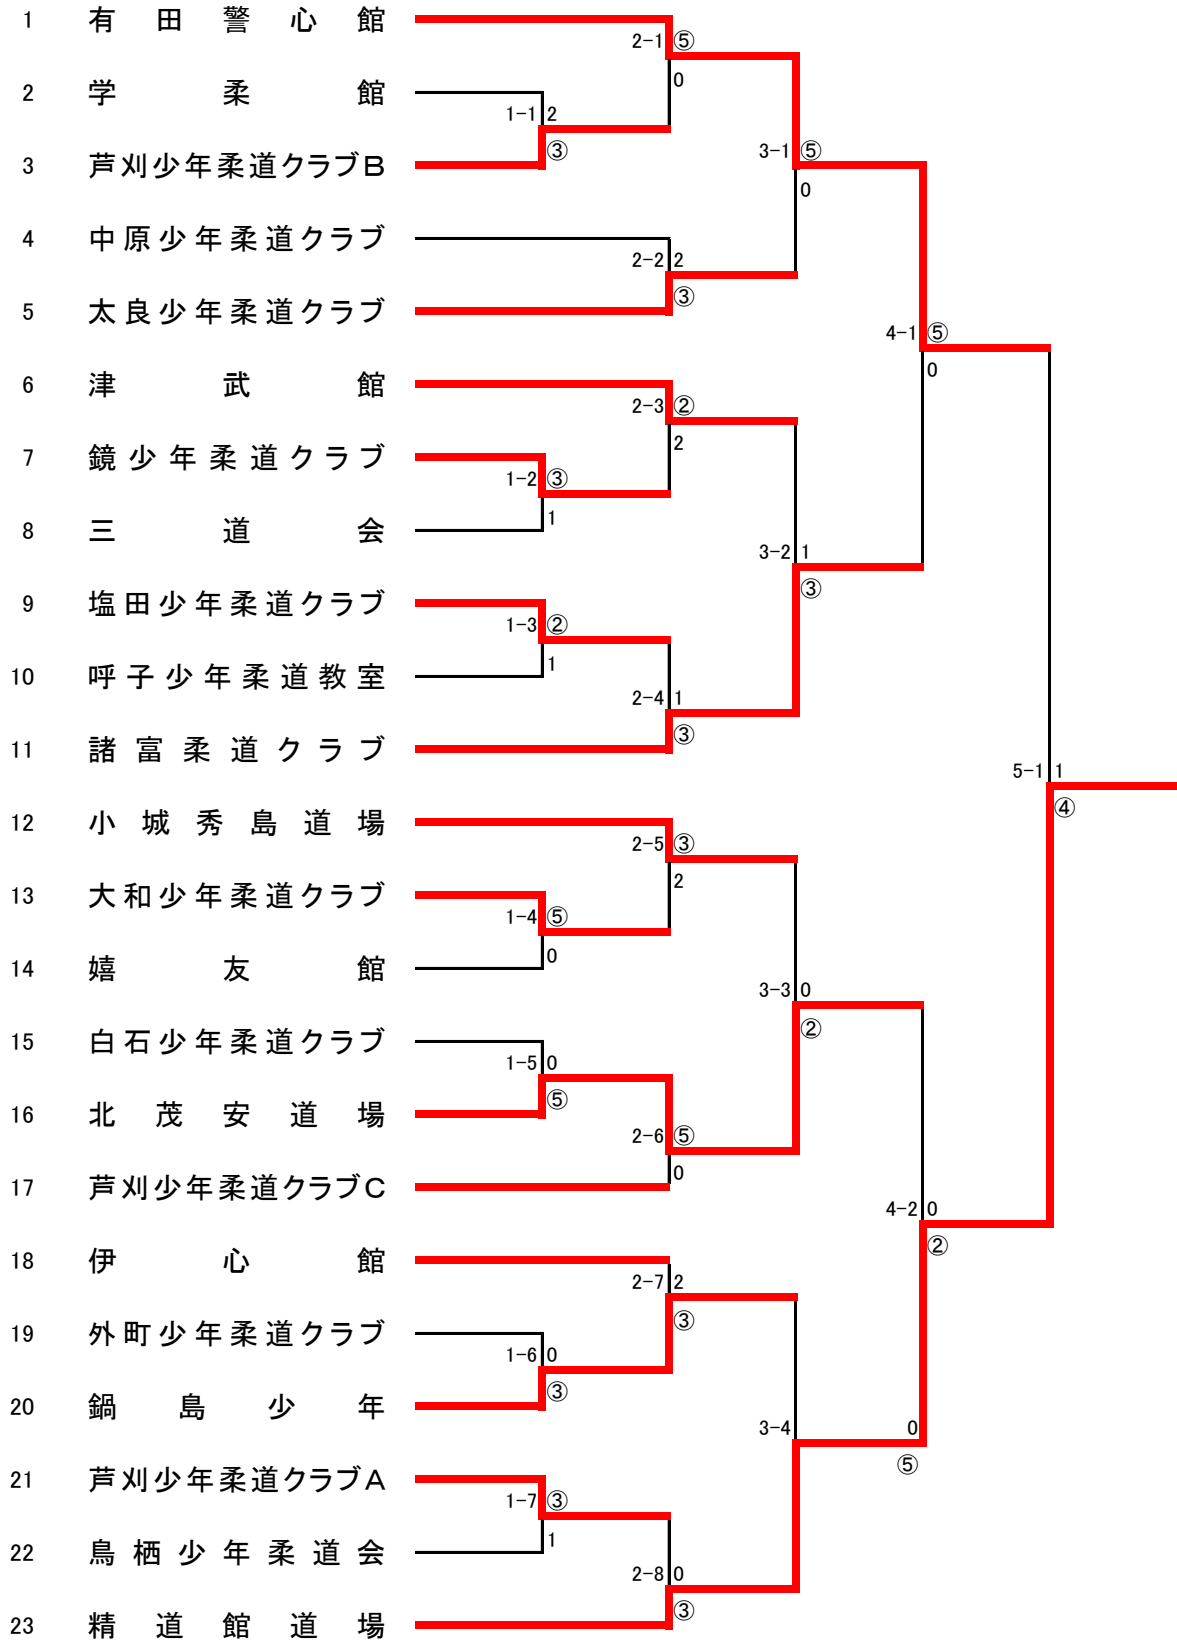 1 有田警心館
2-1 ⑤
0
2 学柔館
1-1 2
③
3 芦刈少年柔道クラブB
3-1 ⑤
0
4 中原少年柔道クラブ
2-2 2
③
5 太良少年柔道クラブ
4-1 ⑤
0
6 津武館
2-3 ②
2
7 鏡少年柔道クラブ
1-2 ③
1
8 三道会
3-2 1
③
9 塩田少年柔道クラブ
1-3 ②
1
10 呼子少年柔道教室
2-4 1
③
11 諸富柔道クラブ
5-1 1
④
12 小城秀島道場
2-5 ③
2
13 大和少年柔道クラブ
1-4 ⑤
0
14 嬉友館
3-3 0
②
15 白石少年柔道クラブ
1-5 0
⑤
16 北茂安道場
2-6 ⑤
0
17 芦刈少年柔道クラブC
4-2 0
②
18 伊心館
2-7 2
③
19 外町少年柔道クラブ
1-6 0
③
20 鍋島少年
3-4 0
⑤
21 芦刈少年柔道クラブA
1-7 ③
1
22 鳥栖少年柔道会
2-8 0
③
23 精道館道場